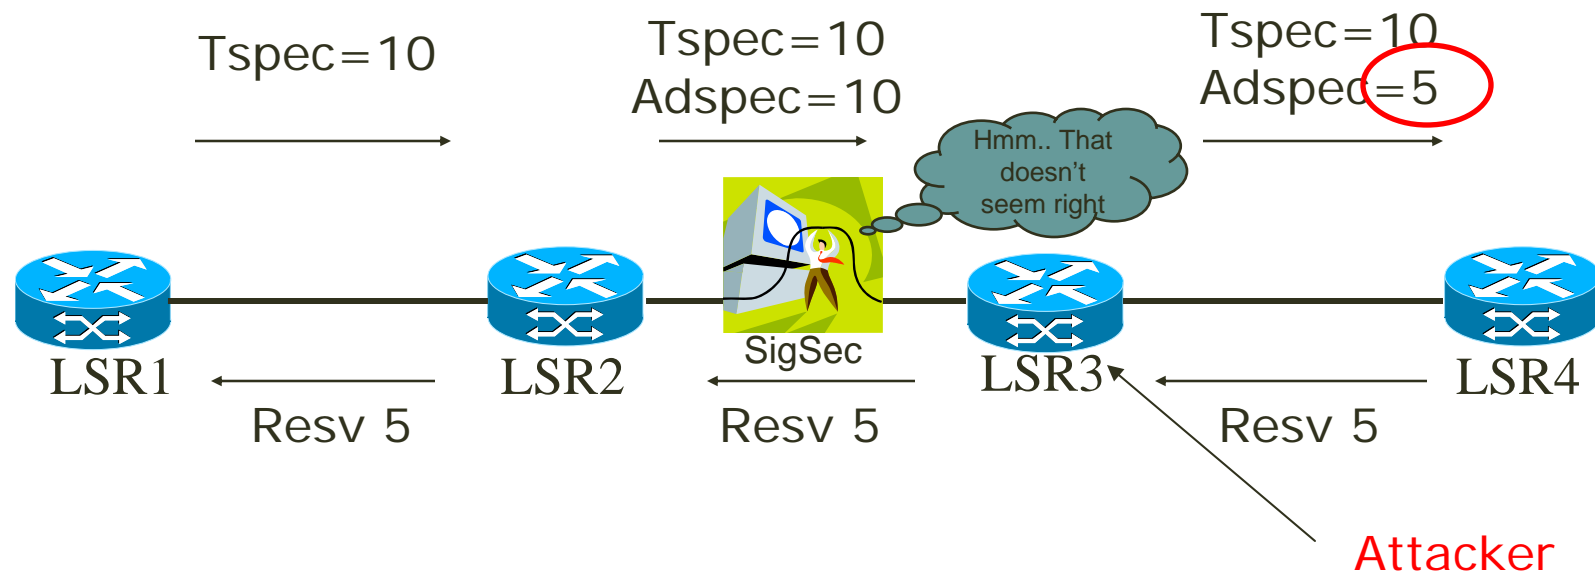 Tspec=10
Tspec=10
Adspec=10
Tspec=10
Adspec=5
Hmm.. That
doesn't
seem right
SigSec
LSR1
LSR2
LSR3
LSR4
Resv 5
Resv 5
Resv 5
Attacker